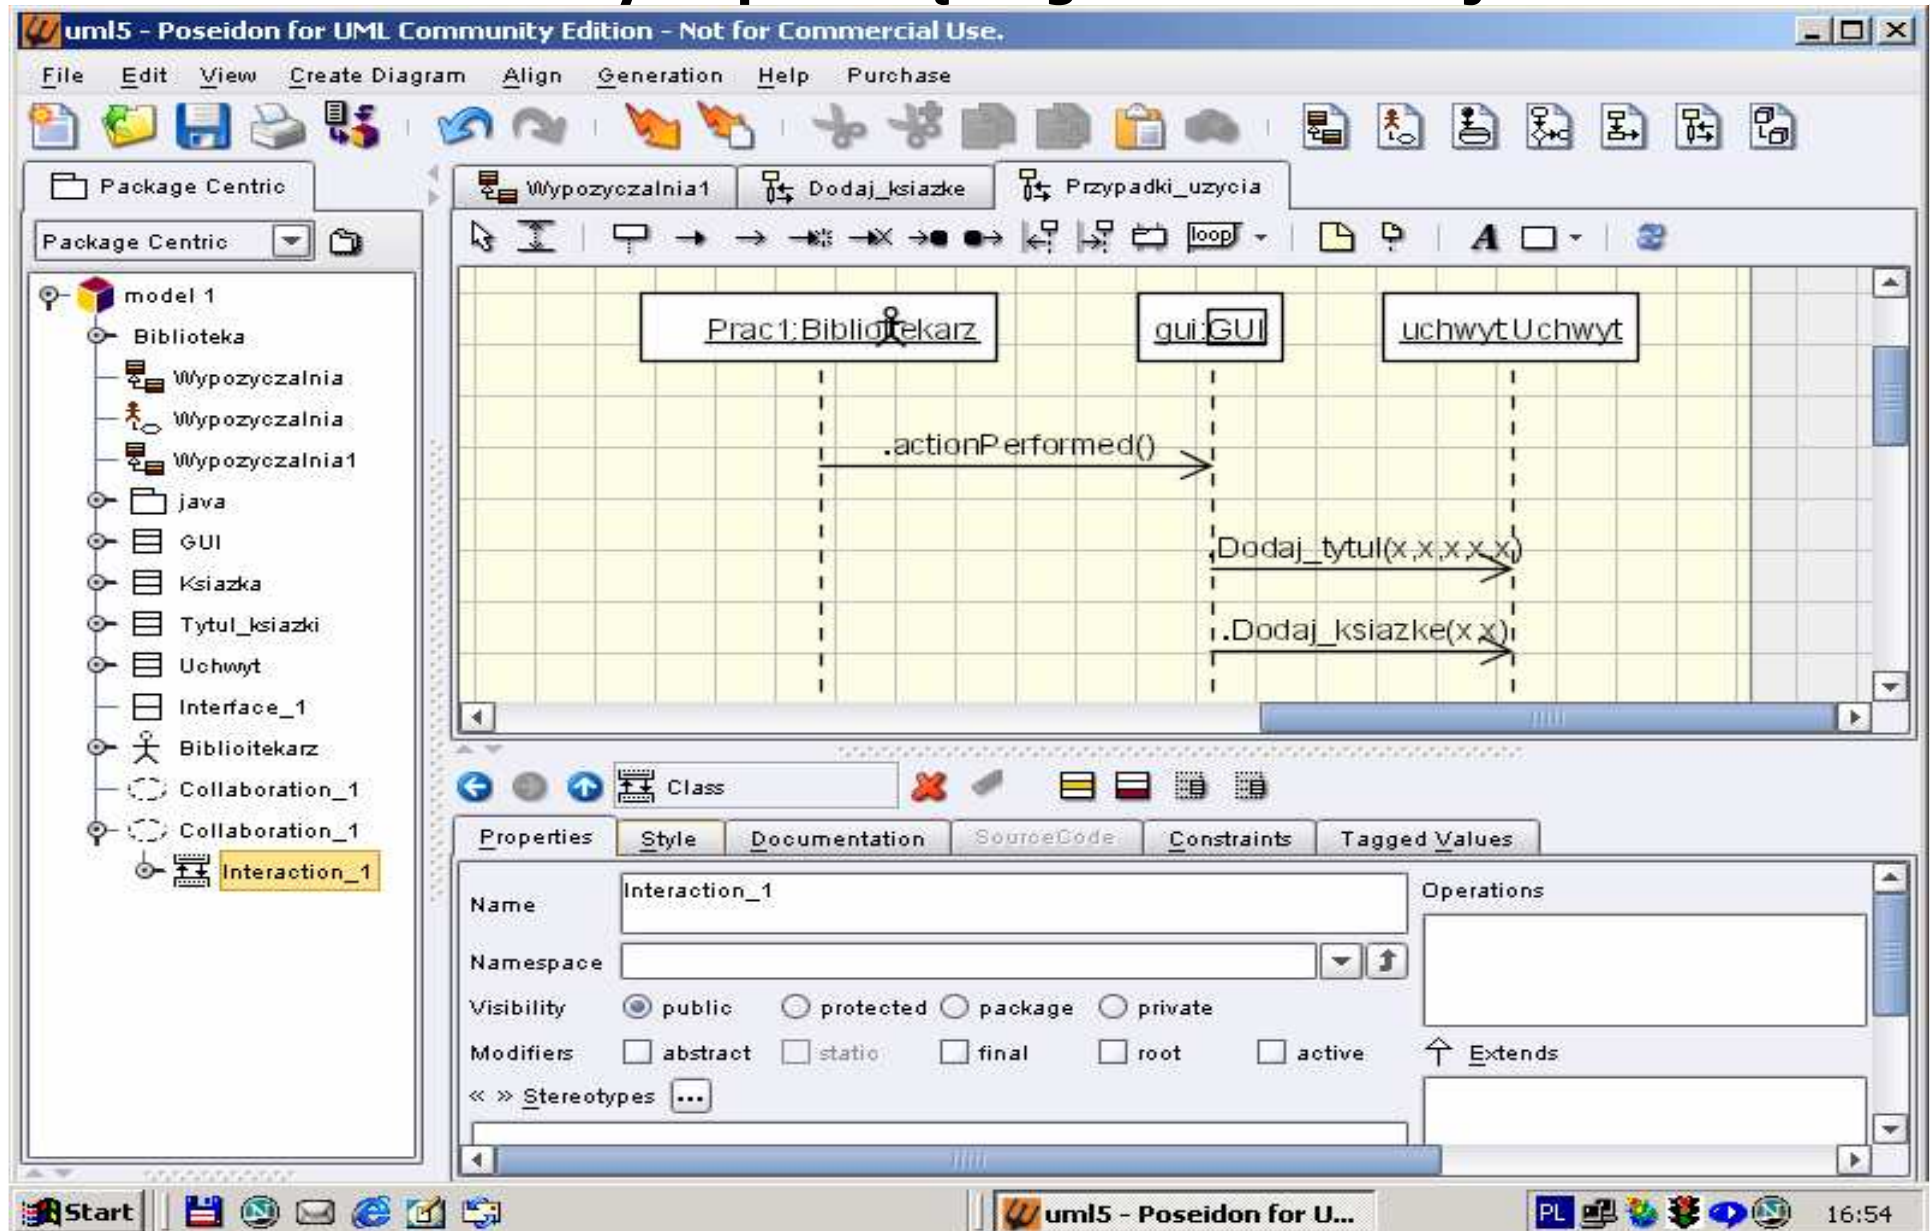 uml5 - Poseidon for UML Community Edition - Not for Commercial Use.
File Edit View Create Diagram Align Generation Help Purchase
Package Centric
Wypozyczalnia1 Dodaj_ksiazke Przypadki_uzycia
Package Centric
loop A
model 1
Biblioteka
Wypozyczalnia
Wypozyczalnia
Wypozyczalnia1
java
GUI
Ksiazka
Tytul_ksiazki
Uchwyt
Interface_1
Biblioitekarz
Collaboration_1
Collaboration_1
Interaction_1
Prac1:Biblioitekarz gui:GUI uchwyt:Uchwyt
.actionPerformed()
.Dodaj_tytul(x,x,x,x,x)
.Dodaj_ksiazke(x,x)
Class
Properties Style Documentation SourceCode Constraints Tagged Values
Name Interaction_1 Operations
Namespace
Visibility public protected package private
Modifiers abstract static final root active Extends
« » Stereotypes ...
Start uml5 - Poseidon for U... PL 16:54